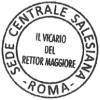 SEDE CENTRALE SALESIANA
IL VICARIO
DEL
RETTOR MAGGIORE
-ROMA-